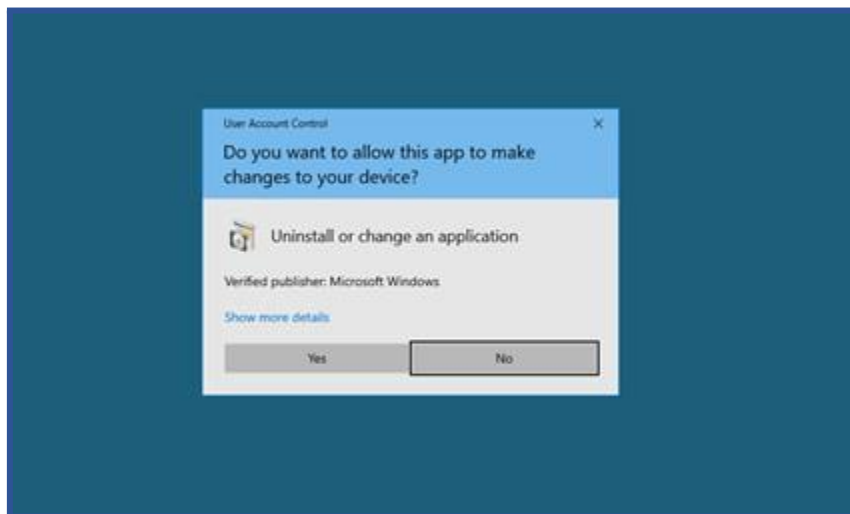 User Account Control
Do you want to allow this app to make
changes to your device?
Uninstall or change an application
Verified publisher: Microsoft Windows
Show more details
Yes
No